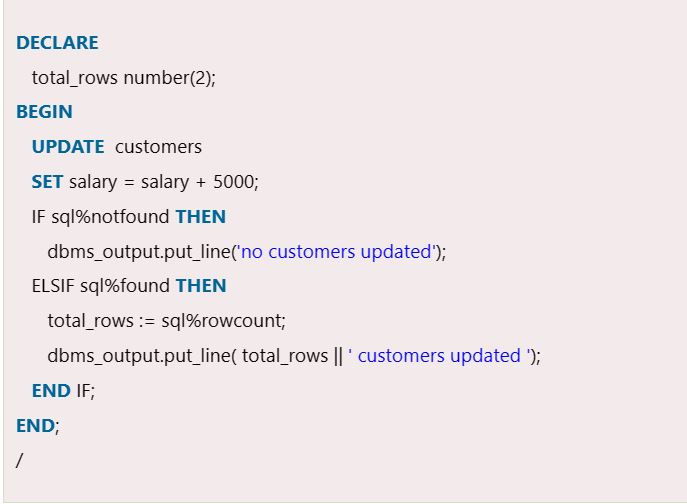 DECLARE
total_rows number(2);
BEGIN
UPDATE customers
SET salary = salary + 5000;
IF sql%notfound THEN
dbms_output.put_line('no customers updated');
ELSIF sql%found THEN
total_rows := sql%rowcount;
dbms_output.put_line( total_rows || ' customers updated ');
END IF;
END;
/